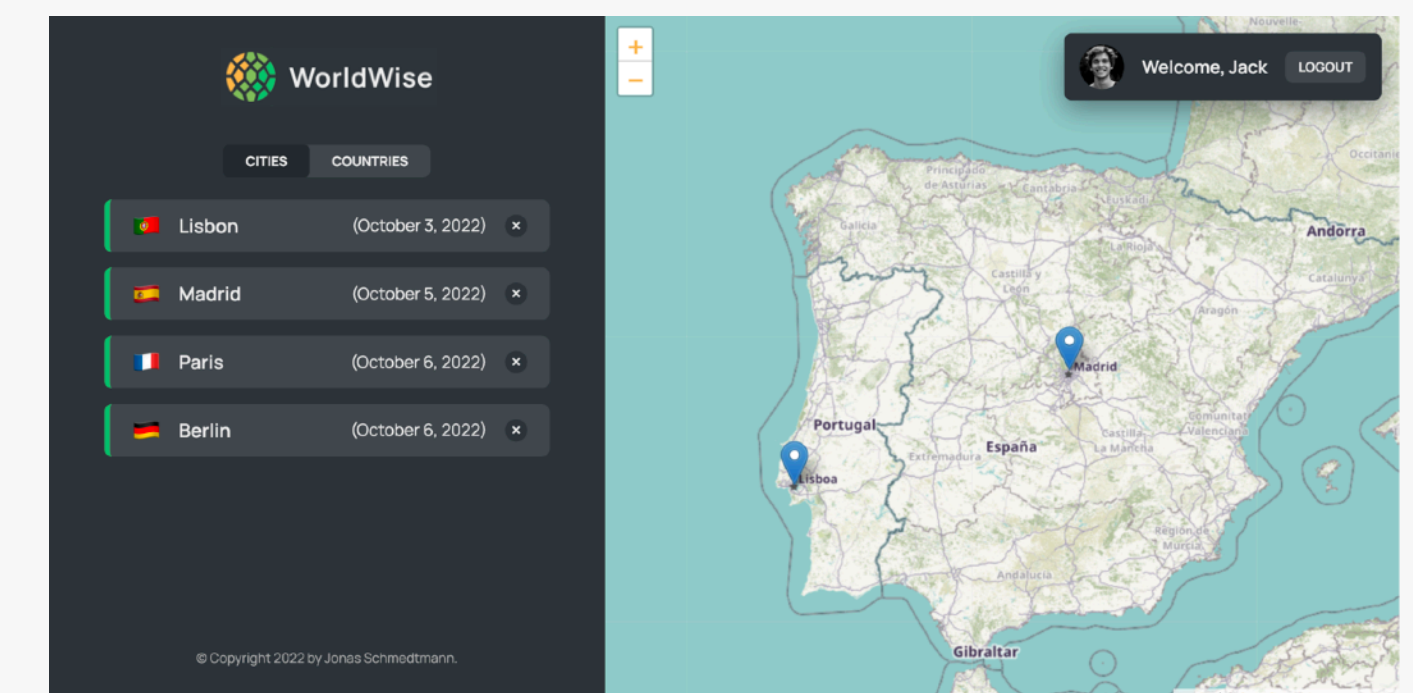 WorldWise
CITIES COUNTRIES
Lisbon (October 3, 2022) ×
Madrid (October 5, 2022) ×
Paris (October 6, 2022) ×
Berlin (October 6, 2022) ×
© Copyright 2022 by Jonas Schmedtmann.
+
−
Welcome, Jack LOGOUT
Nouvelle-
Occitanie
Principado
de Asturias
Cantabria
Euskadi
Galicia
La Rioja
Andorra
Castilla y
León
Catalunya
Aragón
Madrid
Portugal
Comunitat
Valenciana
Castilla-
La Mancha
España
Extremadura
Lisboa
Región de
Murcia
Andalucía
Gibraltar